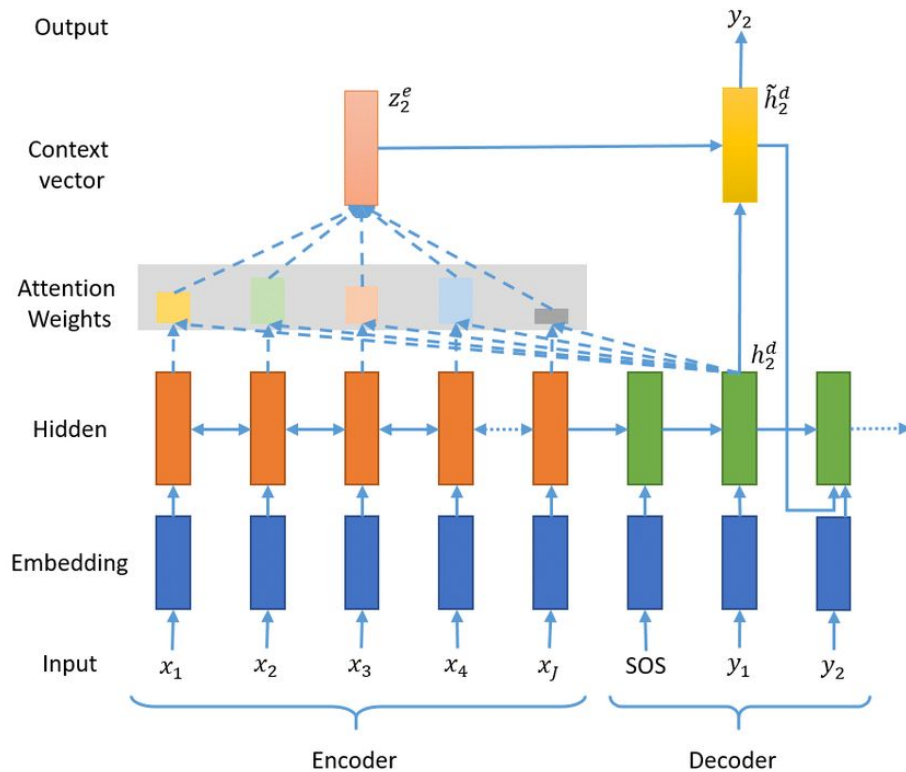 Output
y₂
z₂ᵉ
h̃₂ᵈ
Context
vector
Attention
Weights
h₂ᵈ
Hidden
Embedding
Input
x₁ x₂ x₃ x₄ x_J SOS y₁ y₂
Encoder
Decoder